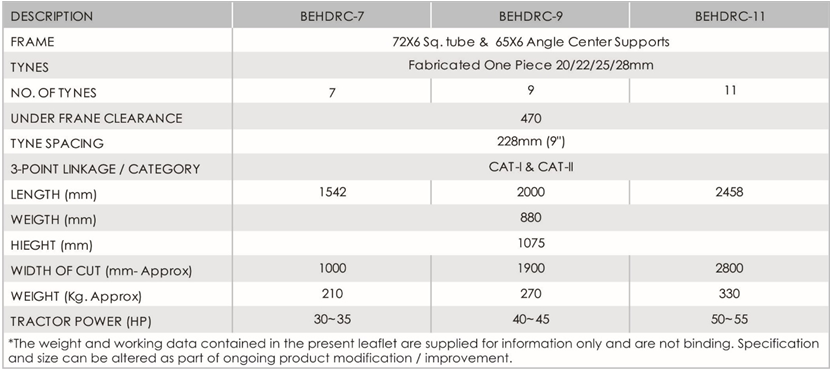 DESCRIPTION BEHDRC-7 BEHDRC-9 BEHDRC-11
FRAME 72X6 Sq. tube & 65X6 Angle Center Supports
TYNES Fabricated One Piece 20/22/25/28mm
NO. OF TYNES 7 9 11
UNDER FRANE CLEARANCE 470
TYNE SPACING 228mm (9")
3-POINT LINKAGE / CATEGORY CAT-I & CAT-II
LENGTH (mm) 1542 2000 2458
WEIGTH (mm) 880
HIEGHT (mm) 1075
WIDTH OF CUT (mm- Approx) 1000 1900 2800
WEIGHT (Kg. Approx) 210 270 330
TRACTOR POWER (HP) 30~35 40~45 50~55
*The weight and working data contained in the present leaflet are supplied for information only and are not binding. Specification
and size can be altered as part of ongoing product modification / improvement.